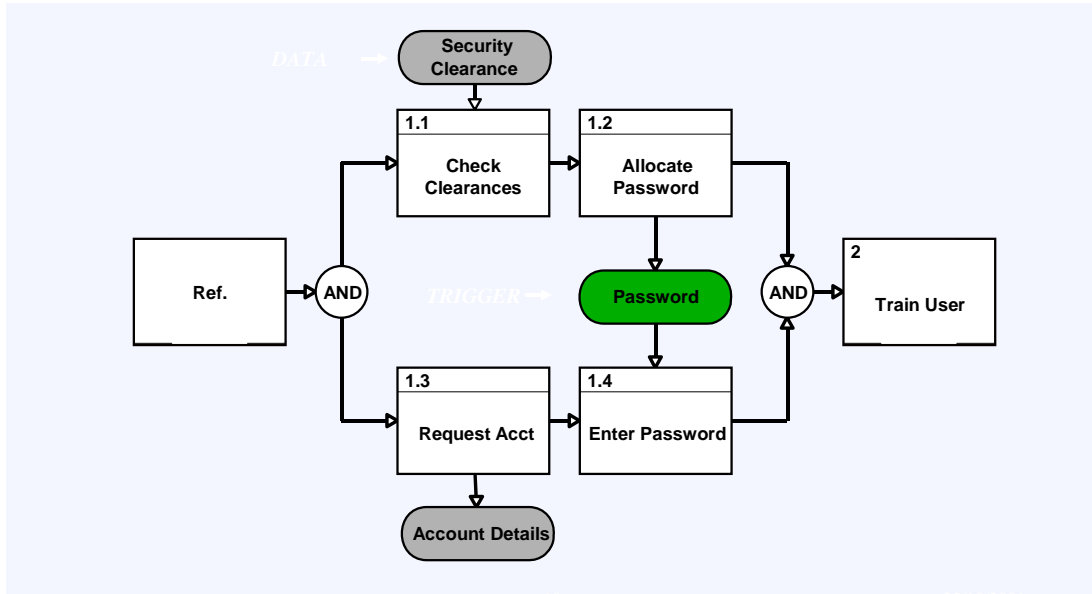 DATA
Security
Clearance
1.1
Check
Clearances
1.2
Allocate
Password
Ref.
AND
TRIGGER
Password
AND
2
Train User
1.3
Request Acct
1.4
Enter Password
Account Details